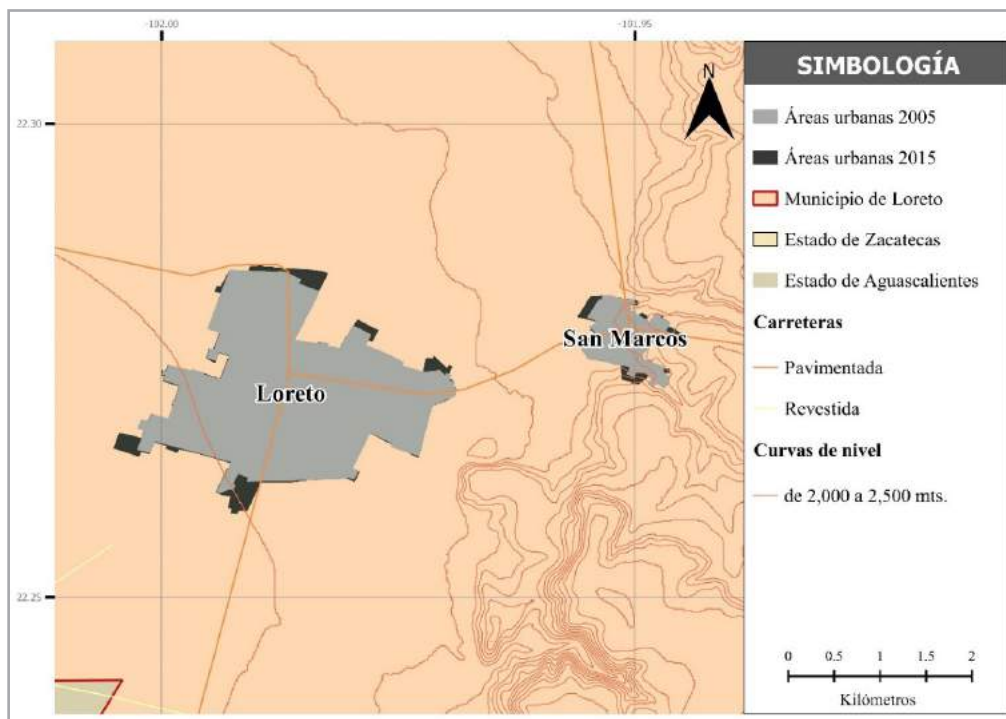 -102.00
-101.95
N
SIMBOLOGÍA
22.30
Áreas urbanas 2005
Áreas urbanas 2015
Municipio de Loreto
Estado de Zacatecas
Estado de Aguascalientes
Carreteras
San Marcos
Pavimentada
Loreto
Revestida
Curvas de nivel
de 2,000 a 2,500 mts.
22.25
0 0.5 1 1.5 2
Kilómetros